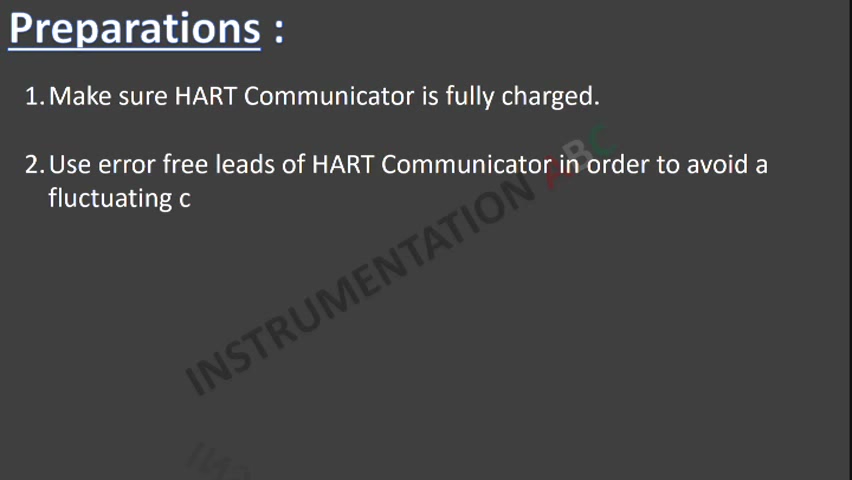 Preparations :
1. Make sure HART Communicator is fully charged.
2. Use error free leads of HART Communicator in order to avoid a
fluctuating c
INSTRUMENTATION ABC